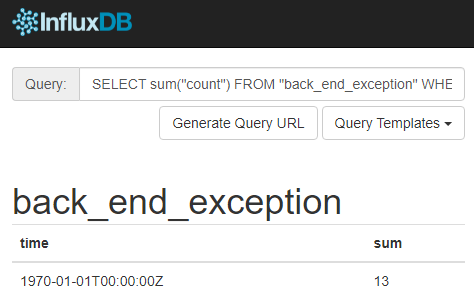 InfluxDB
Query: SELECT sum("count") FROM "back_end_exception" WHE
Generate Query URL Query Templates
back_end_exception
time sum
1970-01-01T00:00:00Z 13